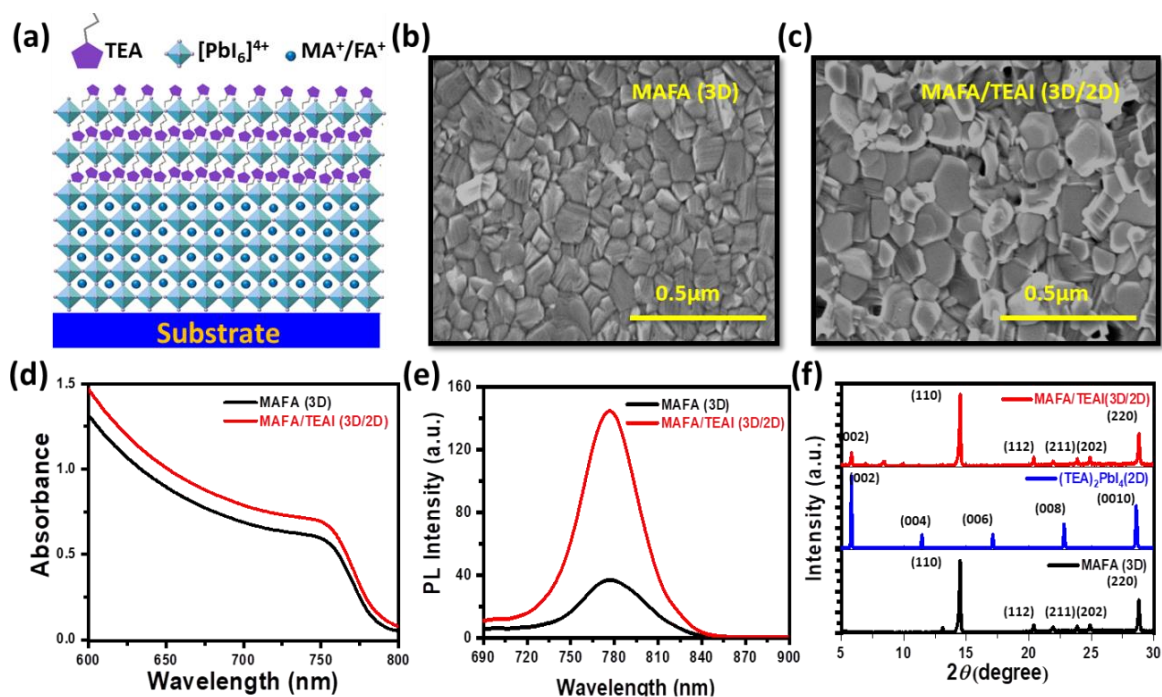 (a)
TEA
[PbI₆]⁴⁺
MA⁺/FA⁺
Substrate
(b)
MAFA (3D)
0.5μm
(c)
MAFA/TEAI (3D/2D)
0.5μm
(d)
1.5
1.0
0.5
0.0
Absorbance
MAFA (3D)
MAFA/TEAI (3D/2D)
600
650
700
750
800
Wavelength (nm)
(e)
160
120
80
40
0
PL Intensity (a.u.)
MAFA (3D)
MAFA/TEAI (3D/2D)
690 720 750 780 810 840 870 900
Wavelength (nm)
(f)
Intensity (a.u.)
(110)
MAFA/TEAI(3D/2D)
(220)
002)
(112)
(211)(202)
(TEA)₂PbI₄(2D)
(002)
(004)
(006)
(008)
(0010)
MAFA (3D)
(110)
(220)
(112)
(211)(202)
5
10
15
20
25
30
2θ(degree)